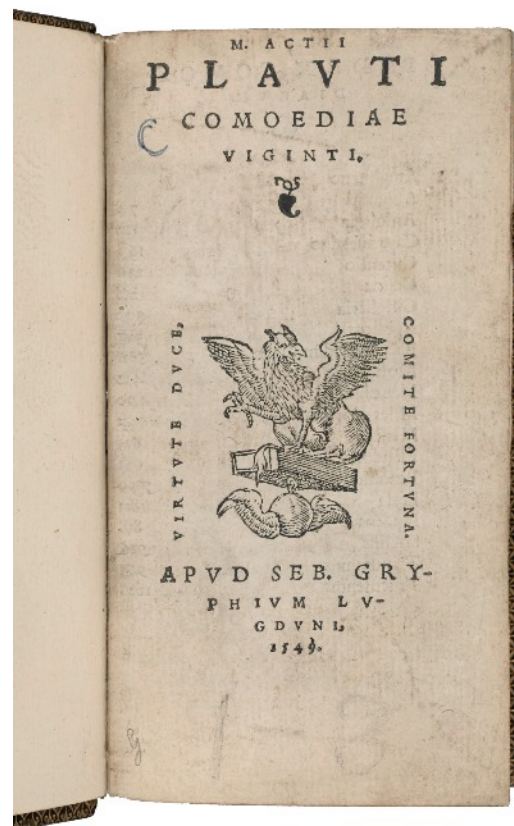 M. ACTII
PLAVTI
COMOEDIAE
VIGINTI.
VIRTVTE DVCE,
COMITE FORTVNA.
APVD SEB. GRY-
PHIVM LV-
GDVNI,
1549.
C